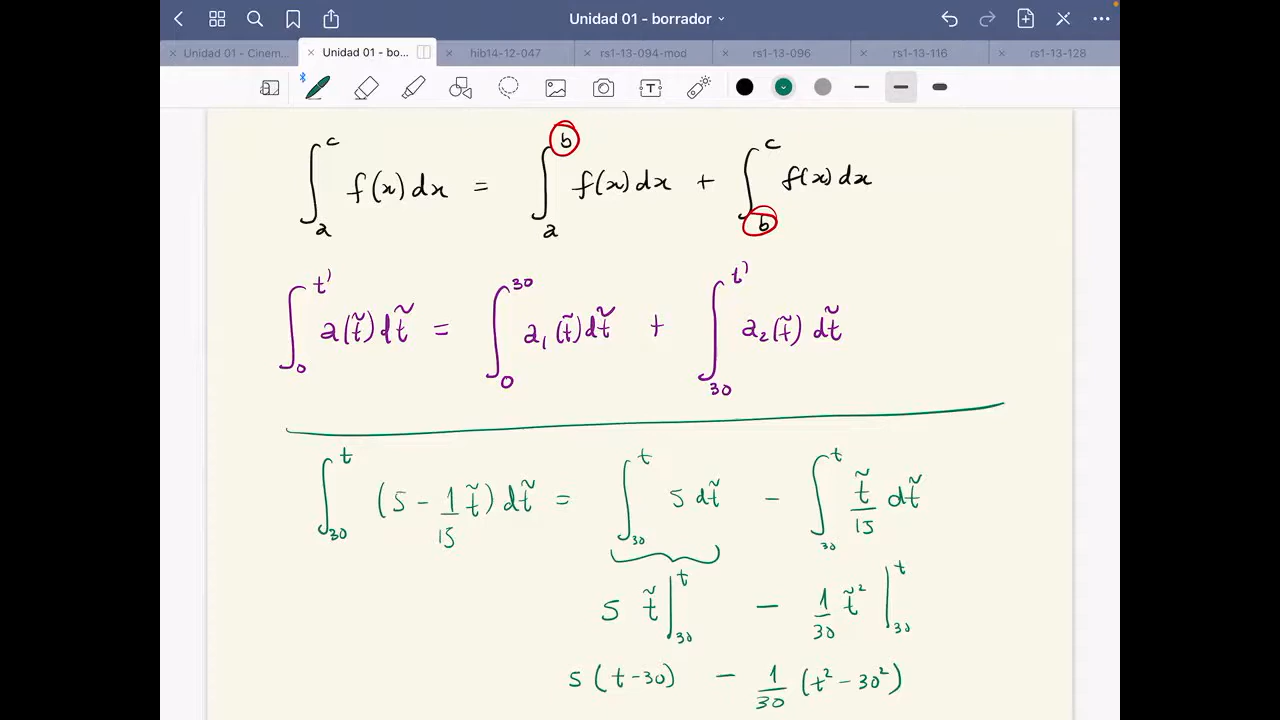 Unidad 01 - borrador
Unidad 01 - Cinem...
Unidad 01 - bo...
hib14-12-047
rs1-13-094-mod
rs1-13-096
rs1-13-116
rs1-13-128
∫_a^c f(x)dx = ∫_a^b f(x)dx + ∫_b^c f(x)dx
∫_0^t' a(t̃)dt̃ = ∫_0^30 a₁(t̃)dt̃ + ∫_30^t' a₂(t̃)dt̃
∫_30^t (5 - 1/15 t̃)dt̃ = ∫_30^t 5 dt̃ - ∫_30^t t̃/15 dt̃
5 t̃ |_30^t - 1/30 t̃² |_30^t
5(t-30) - 1/30 (t² - 30²)